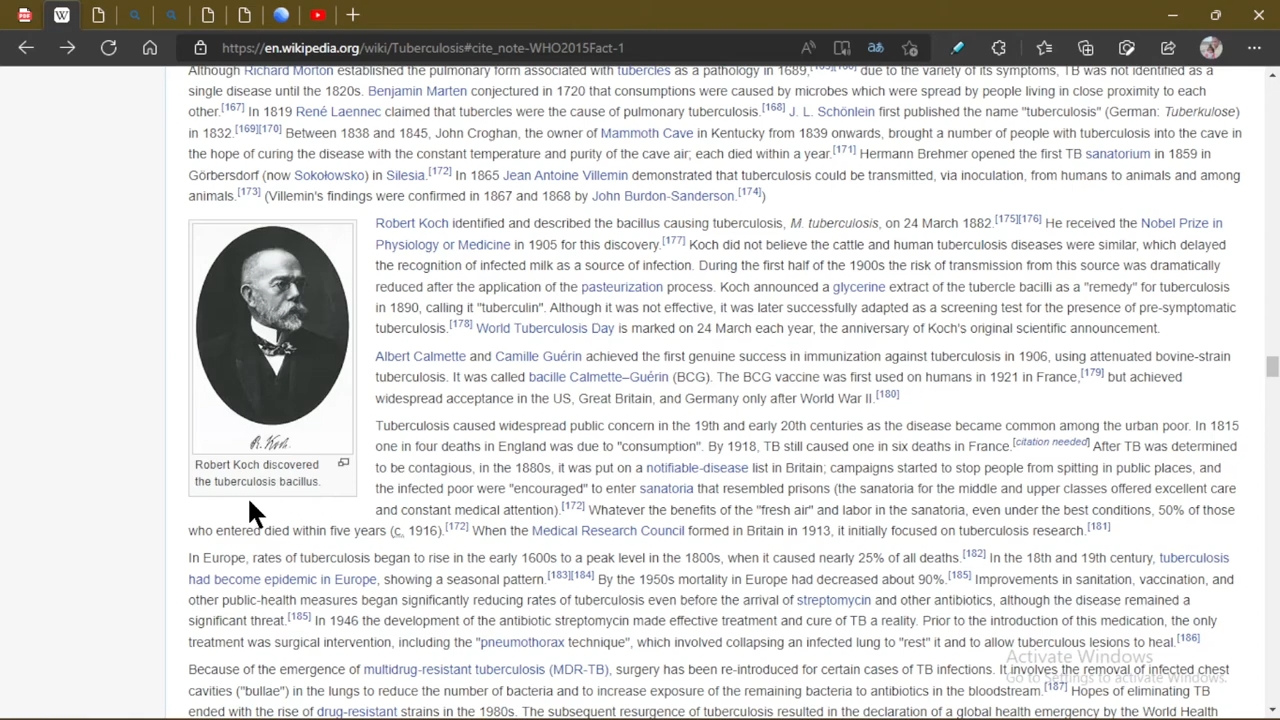 https://en.wikipedia.org/wiki/Tuberculosis#cite_note-WHO2015Fact-1
Although Richard Morton established the pulmonary form associated with tubercles as a pathology in 1689, due to the variety of its symptoms, TB was not identified as a
single disease until the 1820s. Benjamin Marten conjectured in 1720 that consumptions were caused by microbes which were spread by people living in close proximity to each
other.[167] In 1819 René Laennec claimed that tubercles were the cause of pulmonary tuberculosis.[168] J. L. Schönlein first published the name "tuberculosis" (German: Tuberkulose)
in 1832.[169][170] Between 1838 and 1845, John Croghan, the owner of Mammoth Cave in Kentucky from 1839 onwards, brought a number of people with tuberculosis into the cave in
the hope of curing the disease with the constant temperature and purity of the cave air; each died within a year.[171] Hermann Brehmer opened the first TB sanatorium in 1859 in
Görbersdorf (now Sokołowsko) in Silesia.[172] In 1865 Jean Antoine Villemin demonstrated that tuberculosis could be transmitted, via inoculation, from humans to animals and among
animals.[173] (Villemin's findings were confirmed in 1867 and 1868 by John Burdon-Sanderson.[174])
Robert Koch identified and described the bacillus causing tuberculosis, M. tuberculosis, on 24 March 1882.[175][176] He received the Nobel Prize in
Physiology or Medicine in 1905 for this discovery.[177] Koch did not believe the cattle and human tuberculosis diseases were similar, which delayed
the recognition of infected milk as a source of infection. During the first half of the 1900s the risk of transmission from this source was dramatically
reduced after the application of the pasteurization process. Koch announced a glycerine extract of the tubercle bacilli as a "remedy" for tuberculosis
in 1890, calling it "tuberculin". Although it was not effective, it was later successfully adapted as a screening test for the presence of pre-symptomatic
tuberculosis.[178] World Tuberculosis Day is marked on 24 March each year, the anniversary of Koch's original scientific announcement.
Albert Calmette and Camille Guérin achieved the first genuine success in immunization against tuberculosis in 1906, using attenuated bovine-strain
tuberculosis. It was called bacille Calmette–Guérin (BCG). The BCG vaccine was first used on humans in 1921 in France,[179] but achieved
widespread acceptance in the US, Great Britain, and Germany only after World War II.[180]
R. Koch.
Robert Koch discovered
the tuberculosis bacillus.
Tuberculosis caused widespread public concern in the 19th and early 20th centuries as the disease became common among the urban poor. In 1815
one in four deaths in England was due to "consumption". By 1918, TB still caused one in six deaths in France.[citation needed] After TB was determined
to be contagious, in the 1880s, it was put on a notifiable-disease list in Britain; campaigns started to stop people from spitting in public places, and
the infected poor were "encouraged" to enter sanatoria that resembled prisons (the sanatoria for the middle and upper classes offered excellent care
and constant medical attention).[172] Whatever the benefits of the "fresh air" and labor in the sanatoria, even under the best conditions, 50% of those
who entered died within five years (c. 1916).[172] When the Medical Research Council formed in Britain in 1913, it initially focused on tuberculosis research.[181]
In Europe, rates of tuberculosis began to rise in the early 1600s to a peak level in the 1800s, when it caused nearly 25% of all deaths.[182] In the 18th and 19th century, tuberculosis
had become epidemic in Europe, showing a seasonal pattern.[183][184] By the 1950s mortality in Europe had decreased about 90%.[185] Improvements in sanitation, vaccination, and
other public-health measures began significantly reducing rates of tuberculosis even before the arrival of streptomycin and other antibiotics, although the disease remained a
significant threat.[185] In 1946 the development of the antibiotic streptomycin made effective treatment and cure of TB a reality. Prior to the introduction of this medication, the only
treatment was surgical intervention, including the "pneumothorax technique", which involved collapsing an infected lung to "rest" it and to allow tuberculous lesions to heal.[186]
Because of the emergence multidrug-resistant tuberculosis (MDR-TB), surgery has been re-introduced for certain cases of TB infections. It involves the removal of infected chest
cavities ("bullae") in the lungs to reduce the number of bacteria and to increase exposure of the remaining bacteria to antibiotics in the bloodstream.[187] Hopes of eliminating TB
ended with the rise of drug-resistant strains in the 1980s. The subsequent resurgence of tuberculosis resulted in the declaration of a global health emergency by the World Health
Activate Windows
Go to Settings to activate Windows.